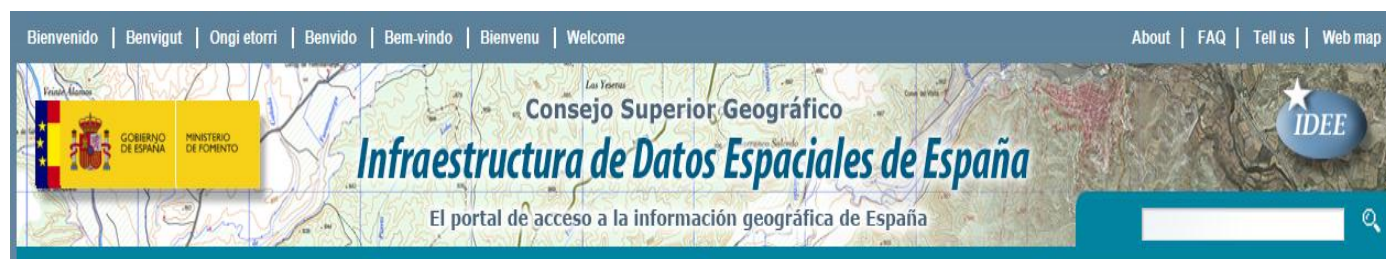 Bienvenido | Benvigut | Ongi etorri | Benvido | Bem-vindo | Bienvenu | Welcome
About | FAQ | Tell us | Web map
Las Yeseras
Consejo Superior Geográfico
GOBIERNO DE ESPAÑA
MINISTERIO DE FOMENTO
Infraestructura de Datos Espaciales de España
IDEE
El portal de acceso a la información geográfica de España